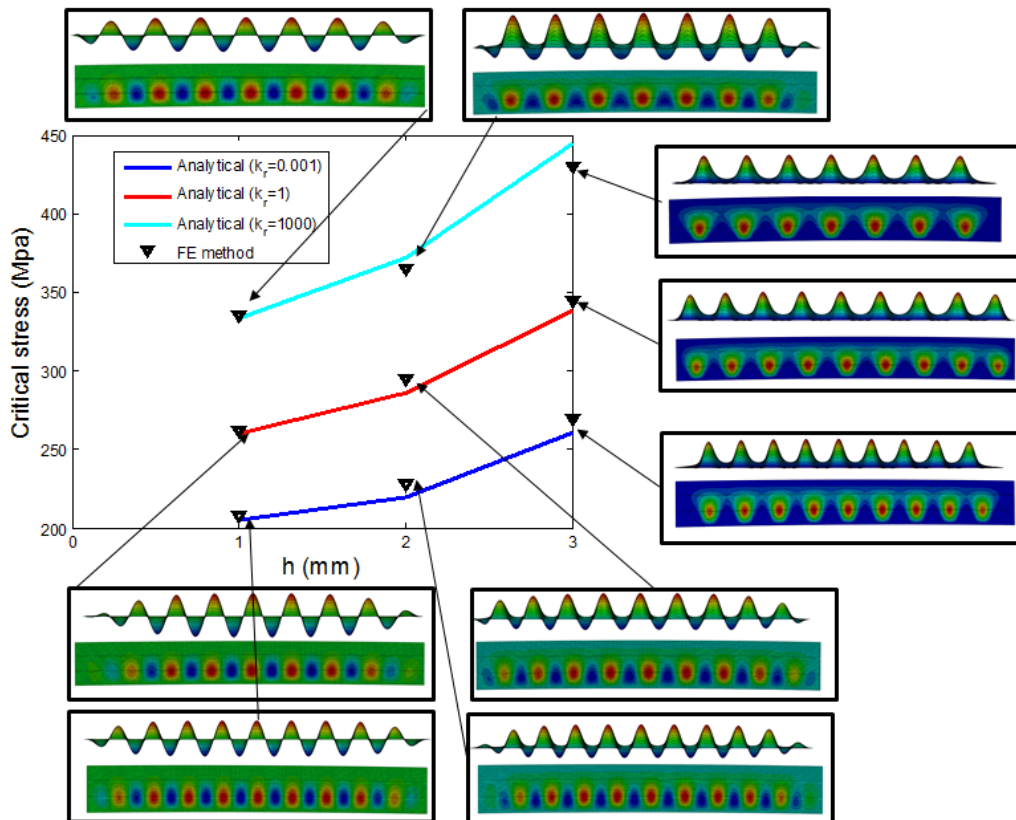 450
400
350
300
250
200
Critical stress (Mpa)
Analytical (kr=0.001)
Analytical (kr=1)
Analytical (kr=1000)
FE method
0
1
2
3
h (mm)